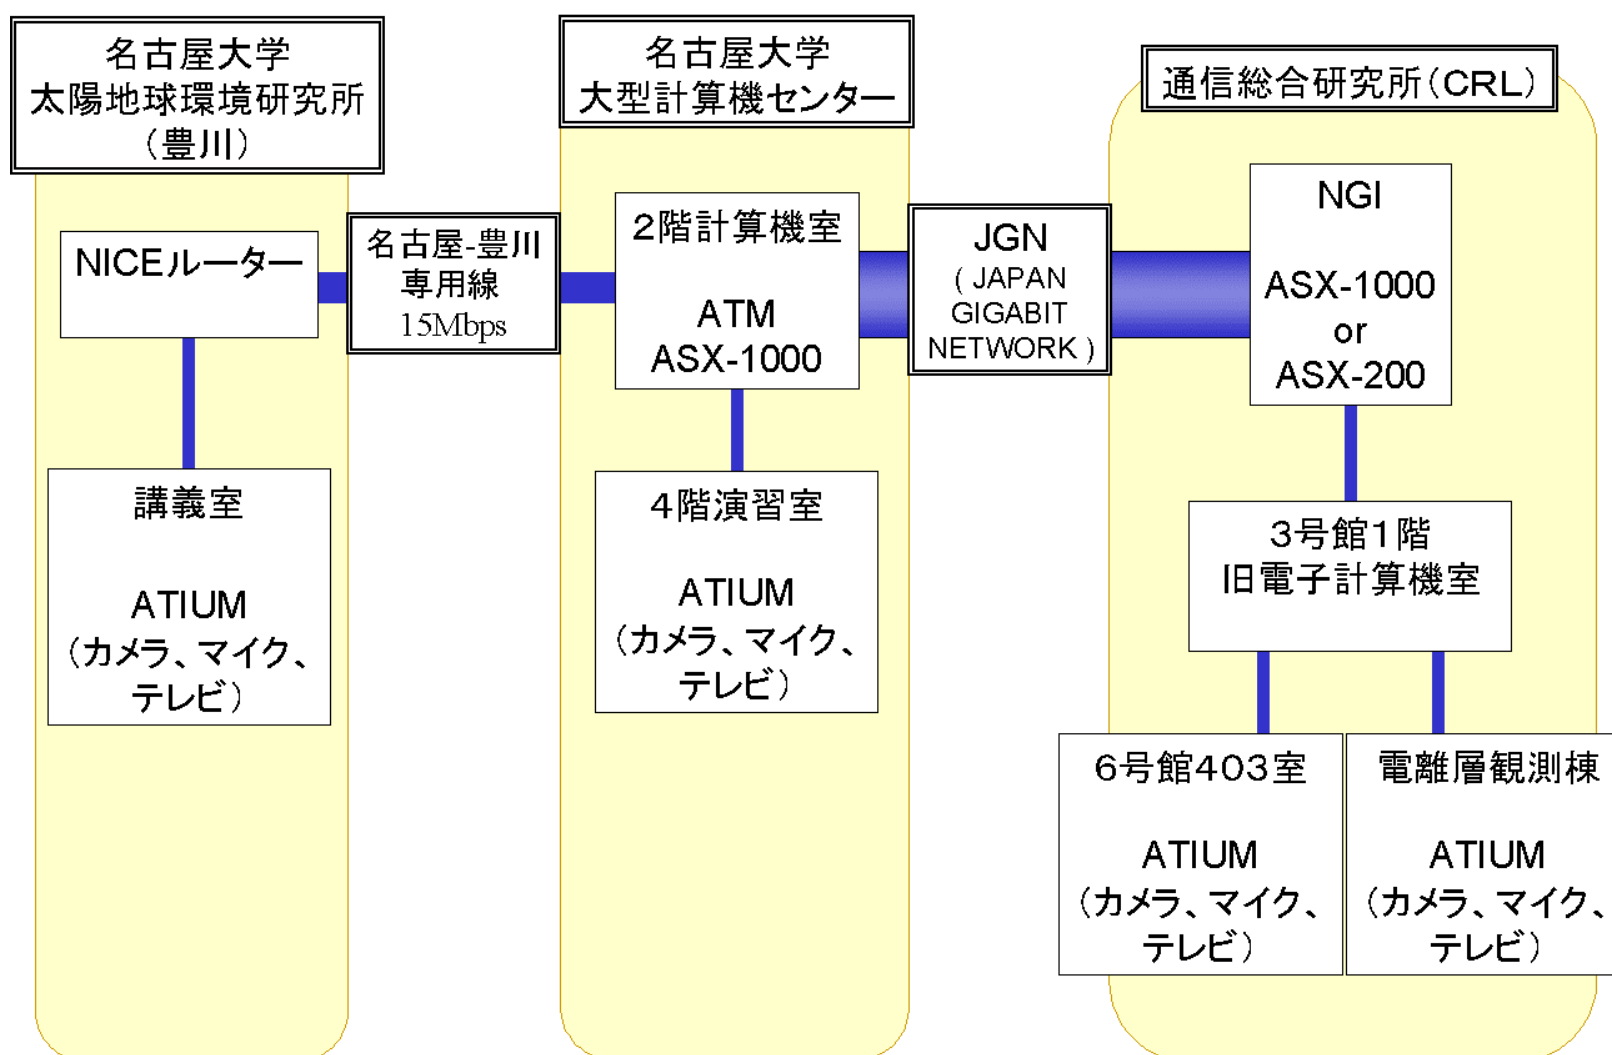 名古屋大学
太陽地球環境研究所
（豊川）
NICEルーター
講義室
ATIUM
（カメラ、マイク、
テレビ）
名古屋-豊川
専用線
15Mbps
名古屋大学
大型計算機センター
２階計算機室
ATM
ASX-1000
４階演習室
ATIUM
（カメラ、マイク、
テレビ）
JGN
( JAPAN
GIGABIT
NETWORK )
通信総合研究所（CRL）
NGI
ASX-1000
or
ASX-200
３号館１階
旧電子計算機室
６号館４０３室
ATIUM
（カメラ、マイク、
テレビ）
電離層観測棟
ATIUM
（カメラ、マイク、
テレビ）